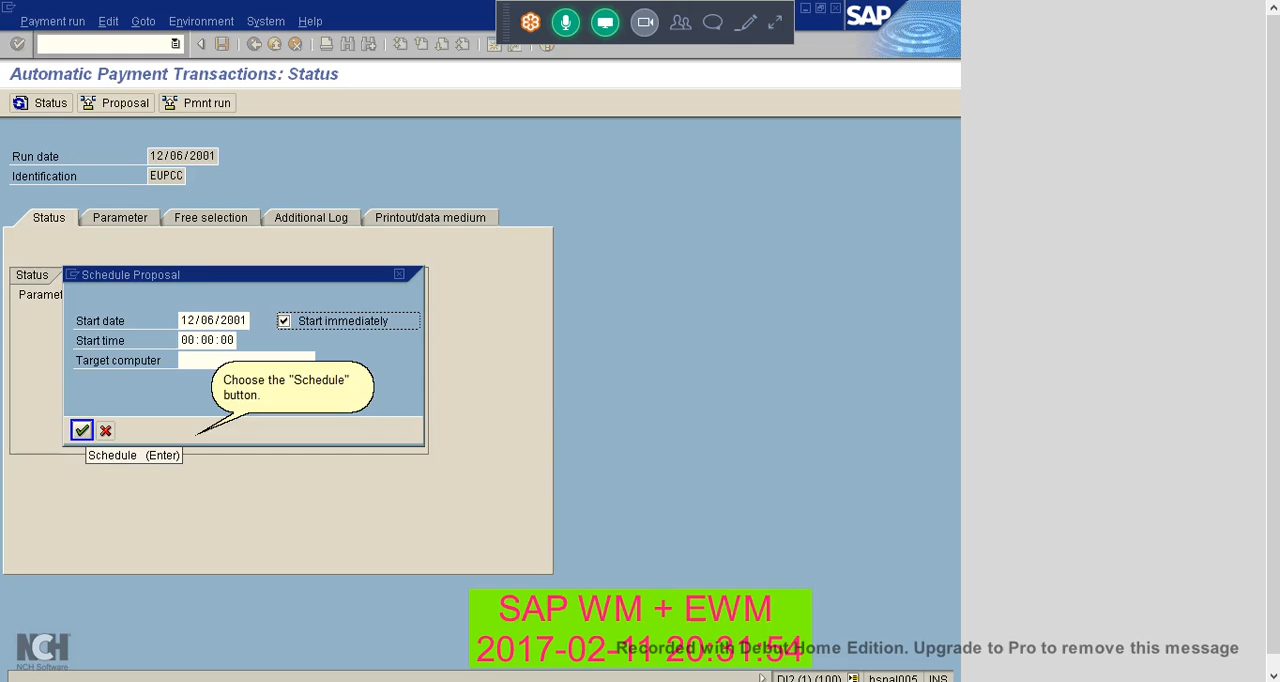 Payment run Edit Goto Environment System Help
SAP
Automatic Payment Transactions: Status
Status Proposal Pmnt run
Run date 12/06/2001
Identification EUPCC
Status Parameter Free selection Additional Log Printout/data medium
Status
Paramet
Schedule Proposal
Start date 12/06/2001 Start immediately
Start time 00:00:00
Target computer
Choose the "Schedule"
button.
Schedule (Enter)
SAP WM + EWM
2017-02-11 20:31:54
Recorded with Debut Home Edition. Upgrade to Pro to remove this message
NCH
NCH Software
DI2 (1) (100) hsnal005 INS